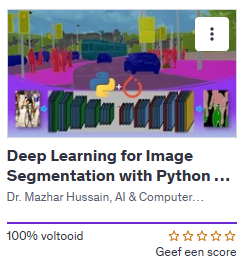 Deep Learning for Image
Segmentation with Python ...
Dr. Mazhar Hussain, AI & Computer...
100% voltooid
Geef een score